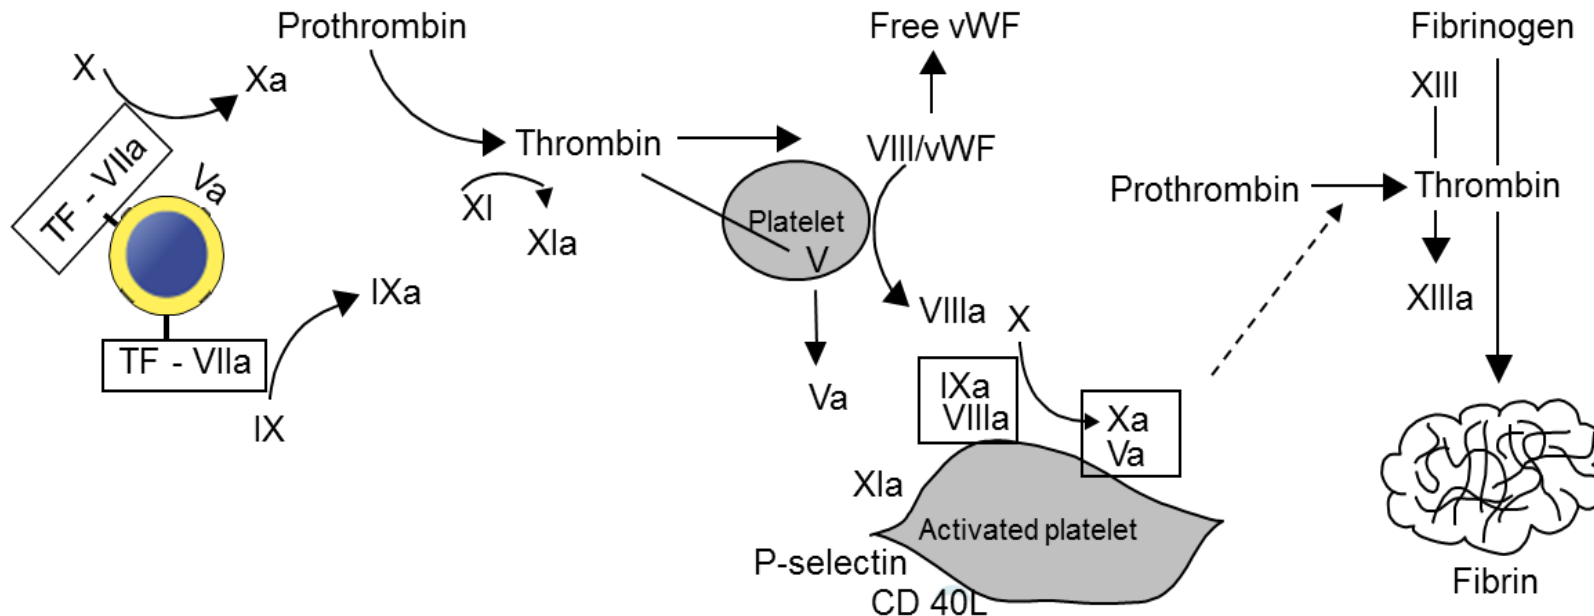 Prothrombin
Free vWF
Fibrinogen
X
Xa
XIII
TF - VIIa
Va
Thrombin
VIII/vWF
XI
XIa
Platelet
V
Prothrombin
Thrombin
IXa
VIIIa
X
XIIIa
TF - VIIa
IX
Va
IXa
VIIIa
Xa
Va
XIa
Activated platelet
P-selectin
CD 40L
Fibrin